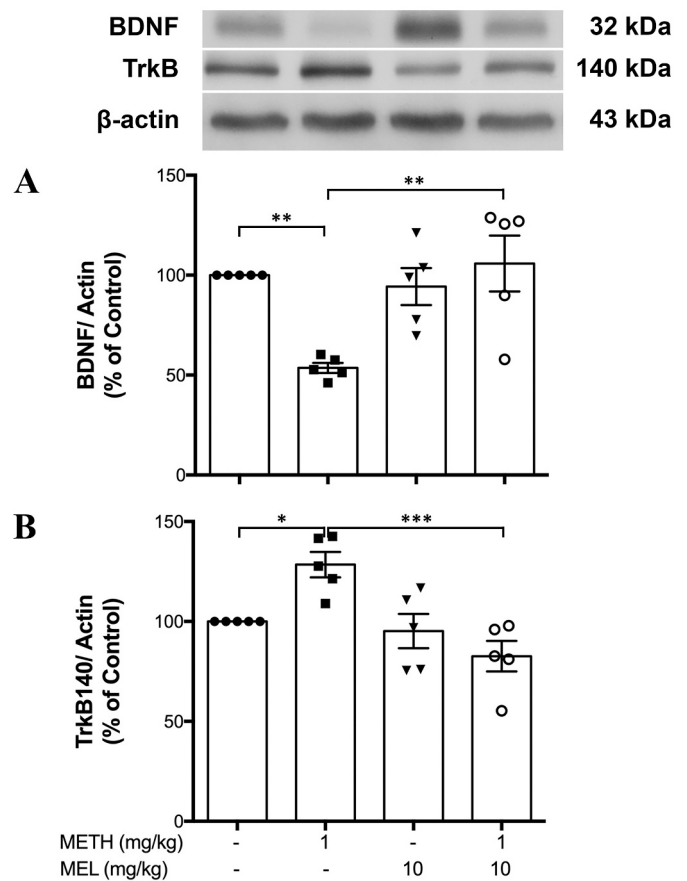 BDNF 32 kDa
TrkB 140 kDa
β-actin 43 kDa
A
BDNF/ Actin
(% of Control)
150
100
50
0
**
**
B
TrkB140/ Actin
(% of Control)
150
100
50
0
*
***
METH (mg/kg) - 1 - 1
MEL (mg/kg) - - 10 10